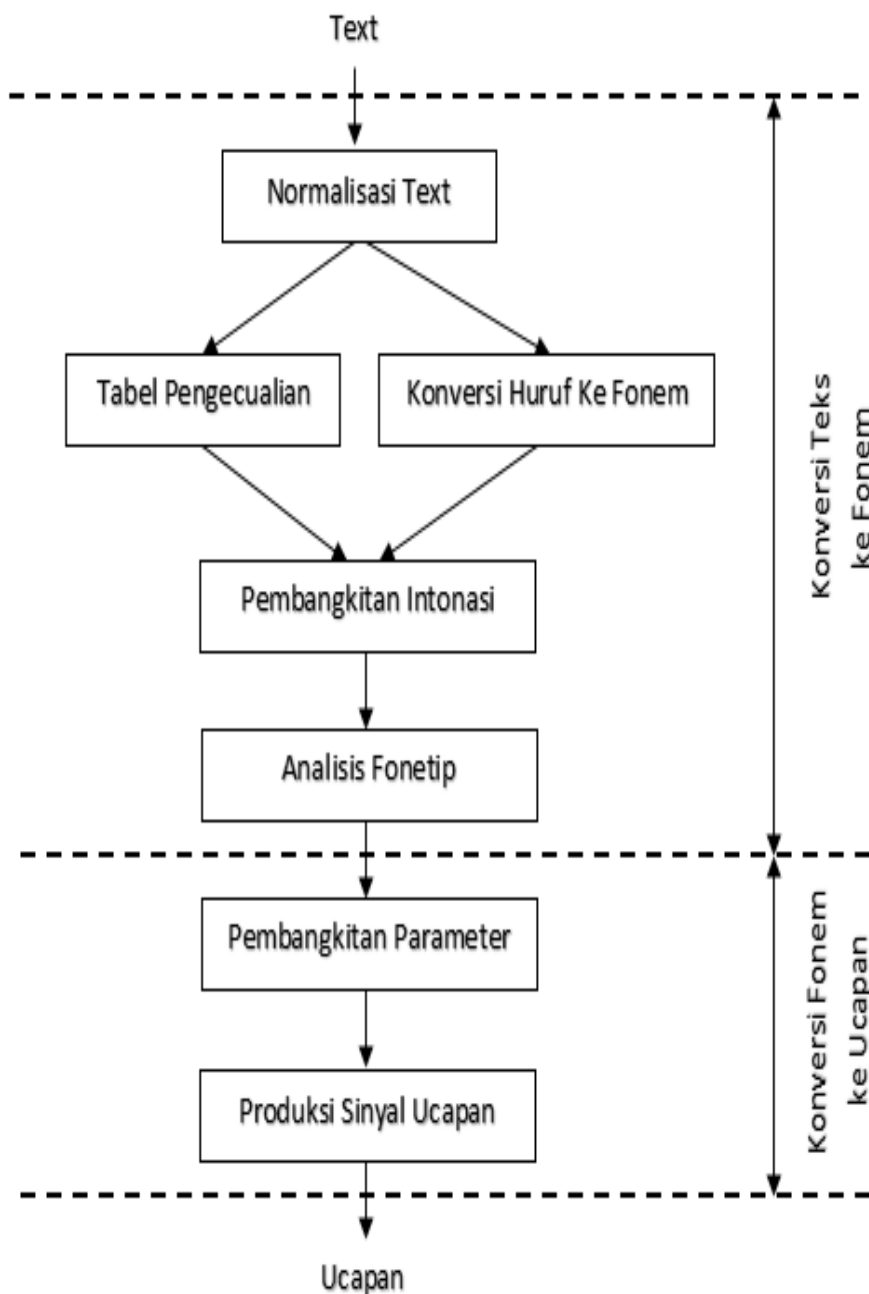 Text
Normalisasi Text
Tabel Pengecualian
Konversi Huruf Ke Fonem
Pembangkitan Intonasi
Analisis Fonetip
Konversi Teks
ke Fonem
Pembangkitan Parameter
Produksi Sinyal Ucapan
Konversi Fonem
ke Ucapan
Ucapan